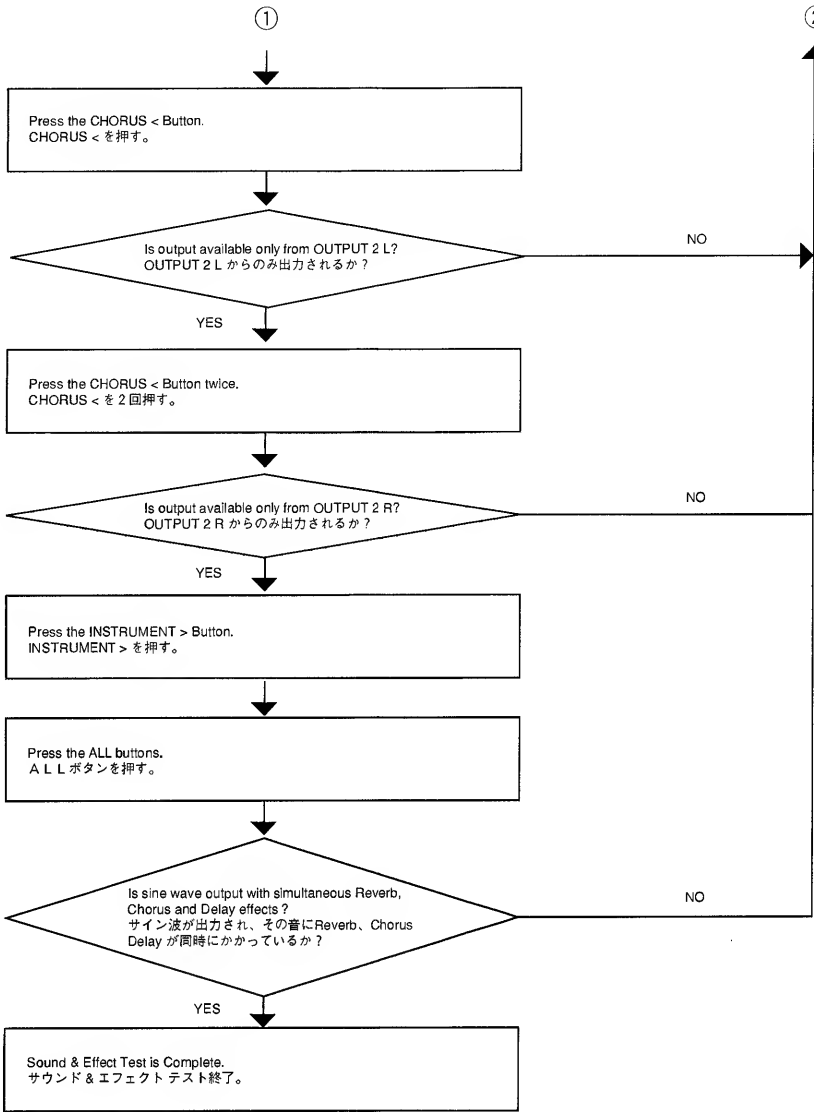 ①
②
Press the CHORUS < Button.
CHORUS < を押す。
Is output available only from OUTPUT 2 L?
OUTPUT 2 L からのみ出力されるか？
NO
YES
Press the CHORUS < Button twice.
CHORUS < を２回押す。
Is output available only from OUTPUT 2 R?
OUTPUT 2 R からのみ出力されるか？
NO
YES
Press the INSTRUMENT > Button.
INSTRUMENT > を押す。
Press the ALL buttons.
ＡＬＬボタンを押す。
Is sine wave output with simultaneous Reverb,
Chorus and Delay effects ?
サイン波が出力され、その音にReverb、Chorus
Delay が同時にかかっているか？
NO
YES
Sound & Effect Test is Complete.
サウンド & エフェクト テスト終了。